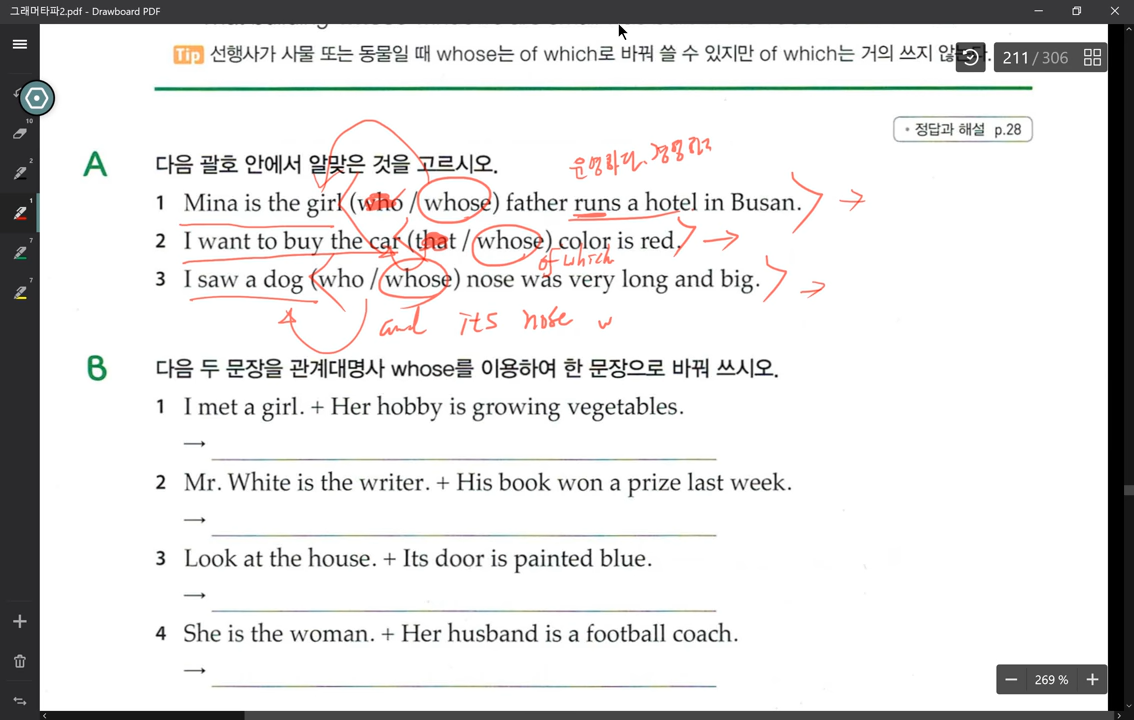 그래머타파2.pdf - Drawboard PDF
Tip 선행사가 사물 또는 동물일 때 whose는 of which로 바꿔 쓸 수 있지만 of which는 거의 쓰지 않는다.
211 / 306
• 정답과 해설 p.28
A 다음 괄호 안에서 알맞은 것을 고르시오.
운영하다, 경영하다
1 Mina is the girl (who / whose) father runs a hotel in Busan.
2 I want to buy the car (that / whose) color is red.
of which
3 I saw a dog (who / whose) nose was very long and big.
and its nose w
B 다음 두 문장을 관계대명사 whose를 이용하여 한 문장으로 바꿔 쓰시오.
1 I met a girl. + Her hobby is growing vegetables.
→
2 Mr. White is the writer. + His book won a prize last week.
→
3 Look at the house. + Its door is painted blue.
→
4 She is the woman. + Her husband is a football coach.
→
10
2
1
7
7
269 %